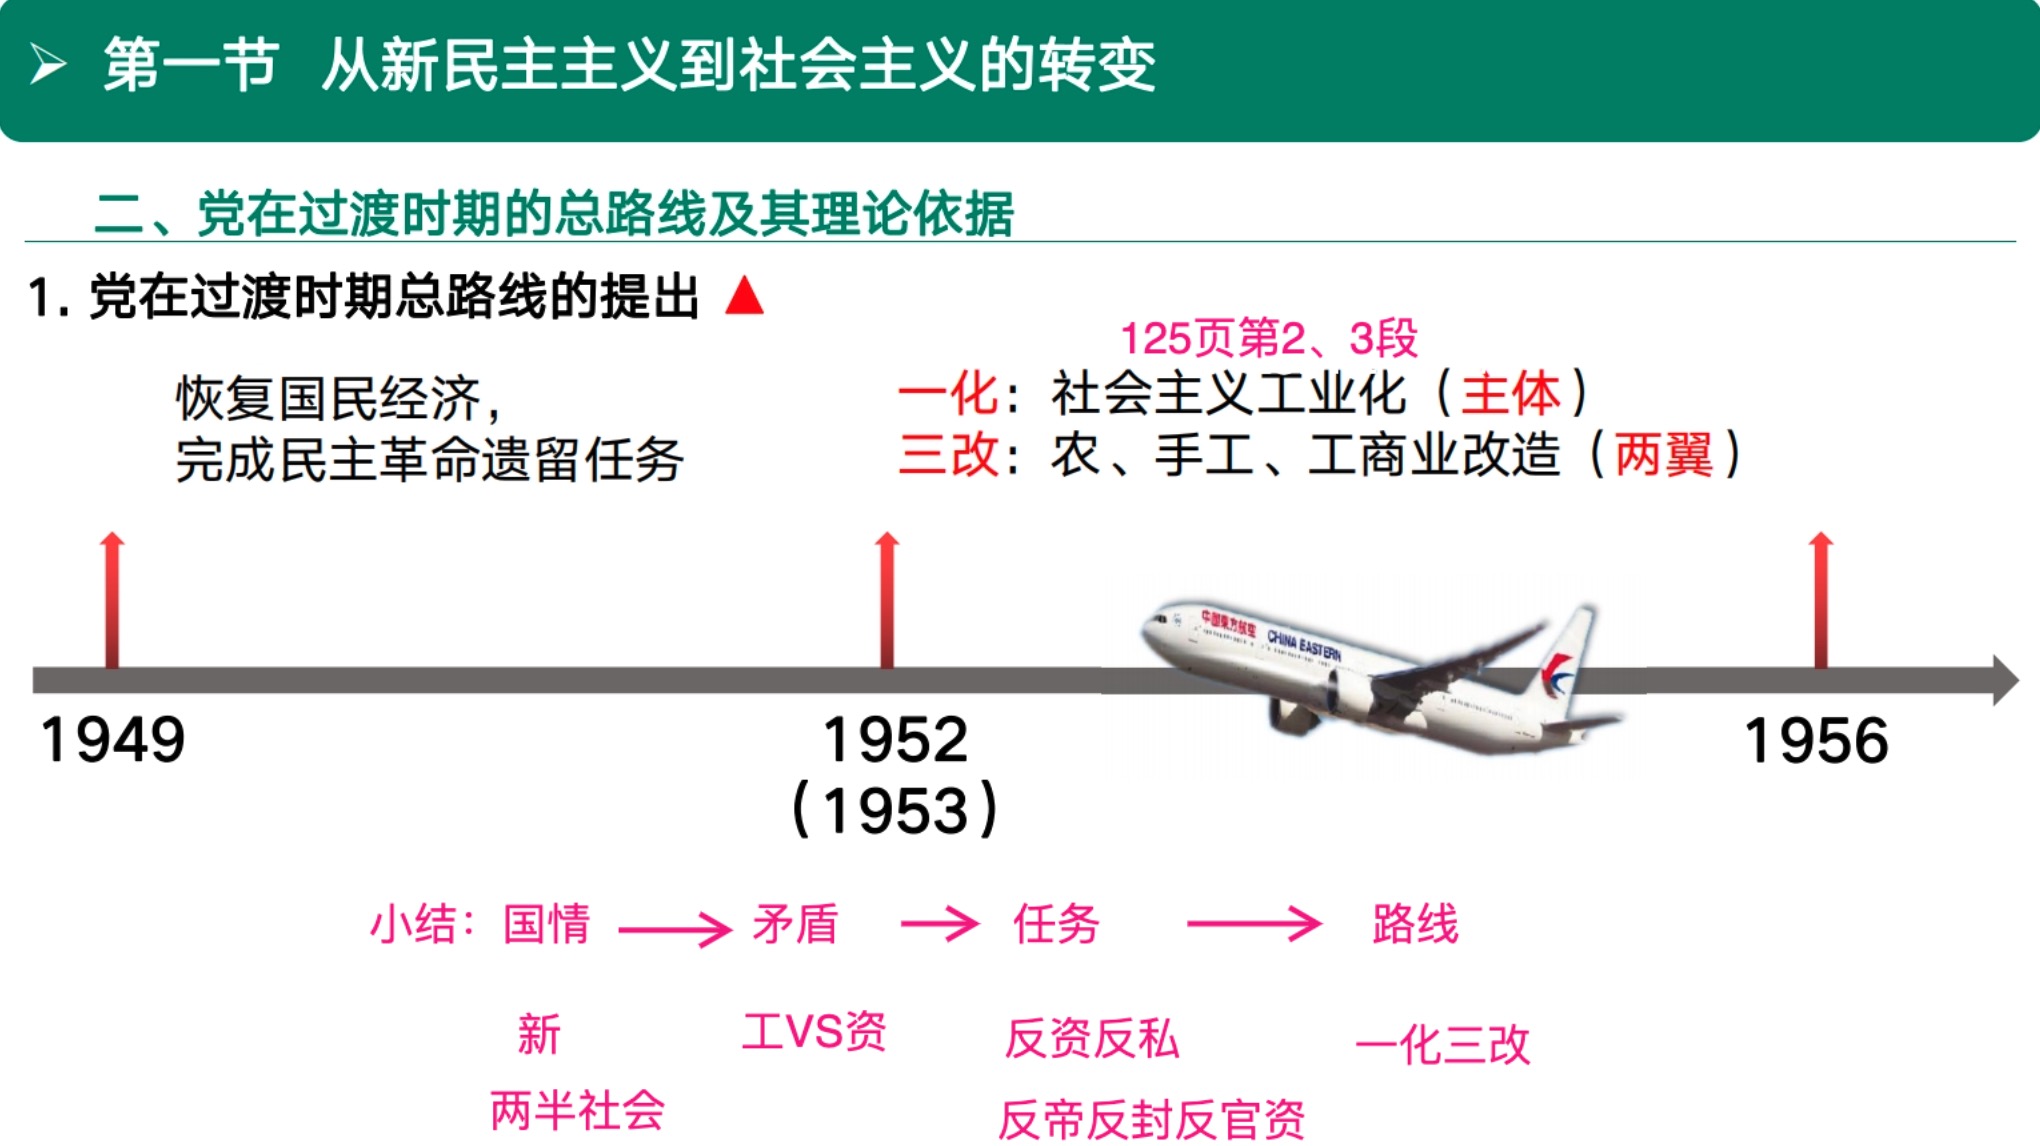 第一节 从新民主主义到社会主义的转变
二、党在过渡时期的总路线及其理论依据
1. 党在过渡时期总路线的提出
125页第2、3段
恢复国民经济，
完成民主革命遗留任务
一化：社会主义工业化（主体）
三改：农、手工、工商业改造（两翼）
中国東方航空 CHINA EASTERN
1949
1952
（1953）
1956
小结：国情 矛盾 任务 路线
新 工VS资 反资反私 一化三改
两半社会 反帝反封反官资